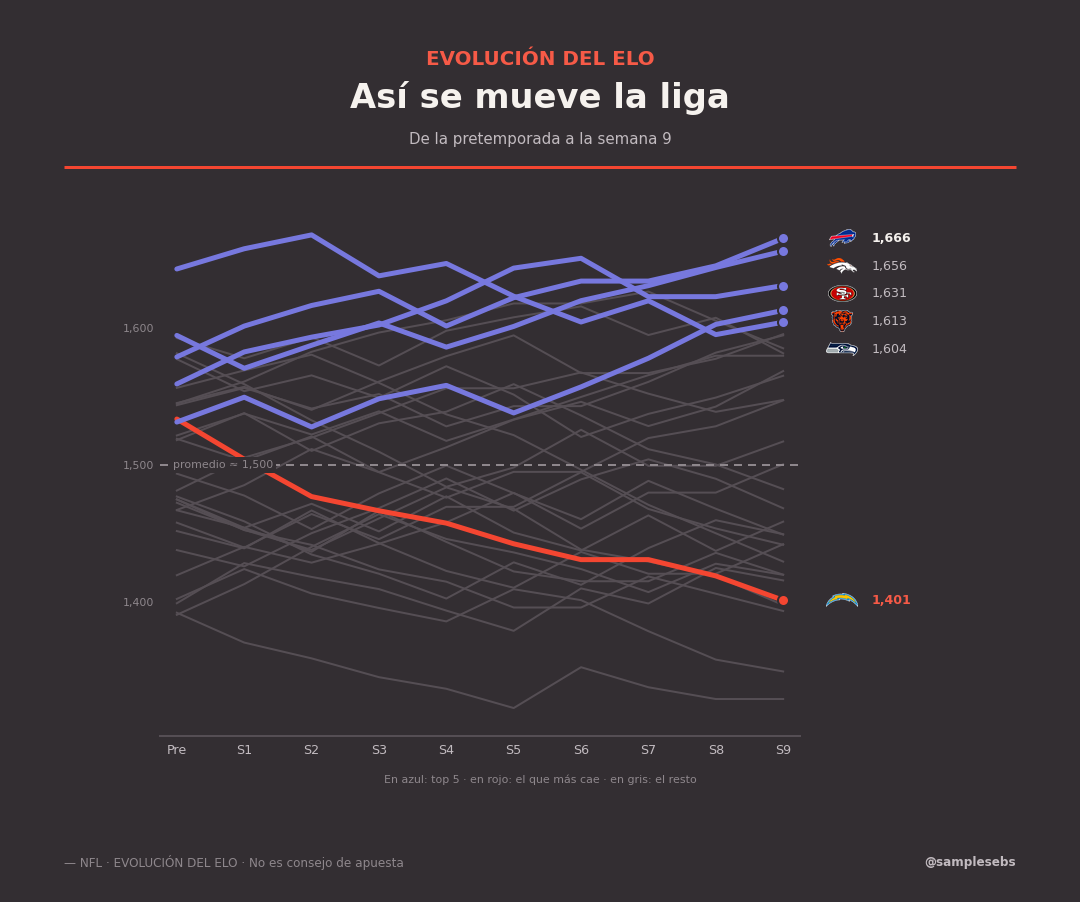 EVOLUCIÓN DEL ELO
Así se mueve la liga
De la pretemporada a la semana 9
1,666
1,656
1,631
1,613
1,604
1,600
promedio ≈ 1,500
1,500
1,400
1,401
Pre S1 S2 S3 S4 S5 S6 S7 S8 S9
En azul: top 5 · en rojo: el que más cae · en gris: el resto
— NFL · EVOLUCIÓN DEL ELO · No es consejo de apuesta
@samplesebs